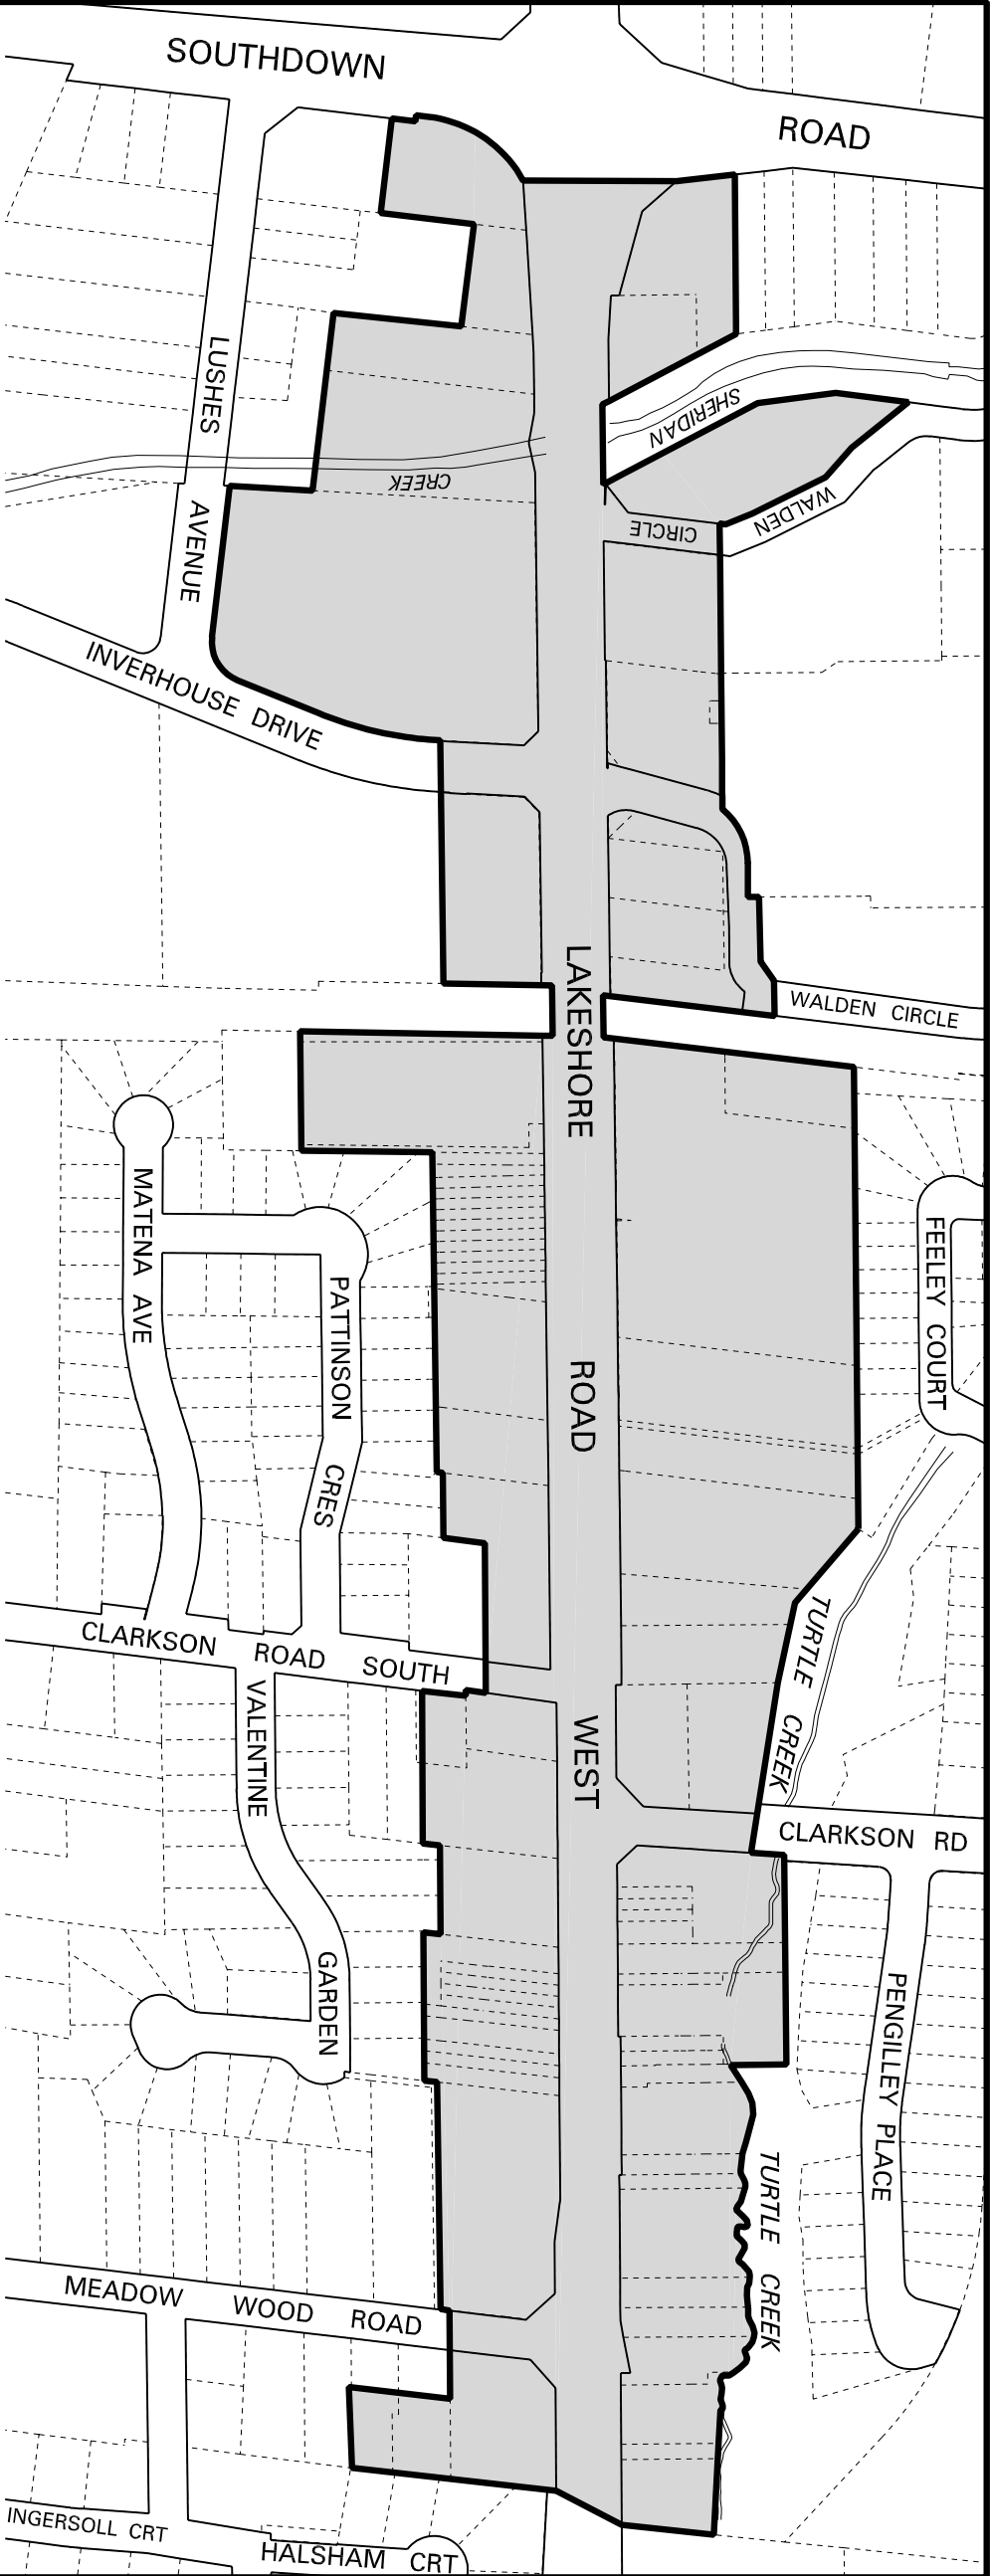 SOUTHDOWN
ROAD
LUSHES
AVENUE
SHERIDAN
CREEK
WALDEN
CIRCLE
INVERHOUSE DRIVE
LAKESHORE
ROAD
WEST
WALDEN CIRCLE
MATENA AVE
PATTINSON
CRES
FEELEY COURT
CLARKSON ROAD SOUTH
VALENTINE
GARDEN
TURTLE CREEK
CLARKSON RD
PENGILLEY PLACE
TURTLE CREEK
MEADOW WOOD ROAD
INGERSOLL CRT
HALSHAM CRT